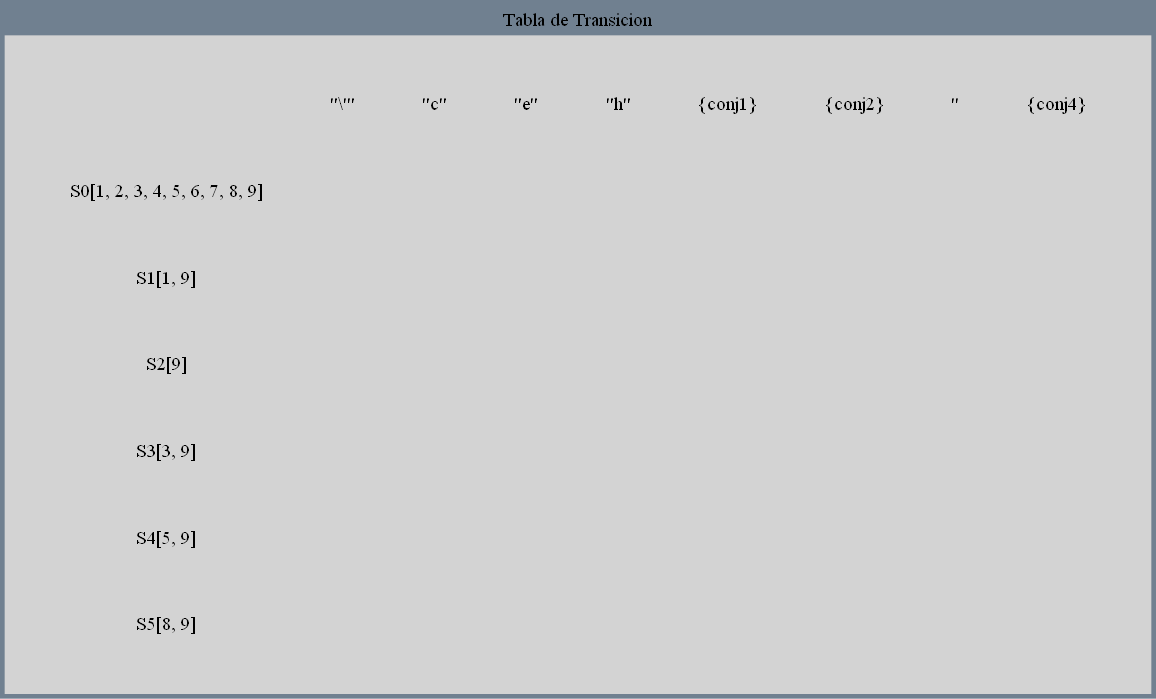 Tabla de Transicion
"\'" "c" "e" "h" {conj1} {conj2} " {conj4}
S0[1, 2, 3, 4, 5, 6, 7, 8, 9]
S1[1, 9]
S2[9]
S3[3, 9]
S4[5, 9]
S5[8, 9]